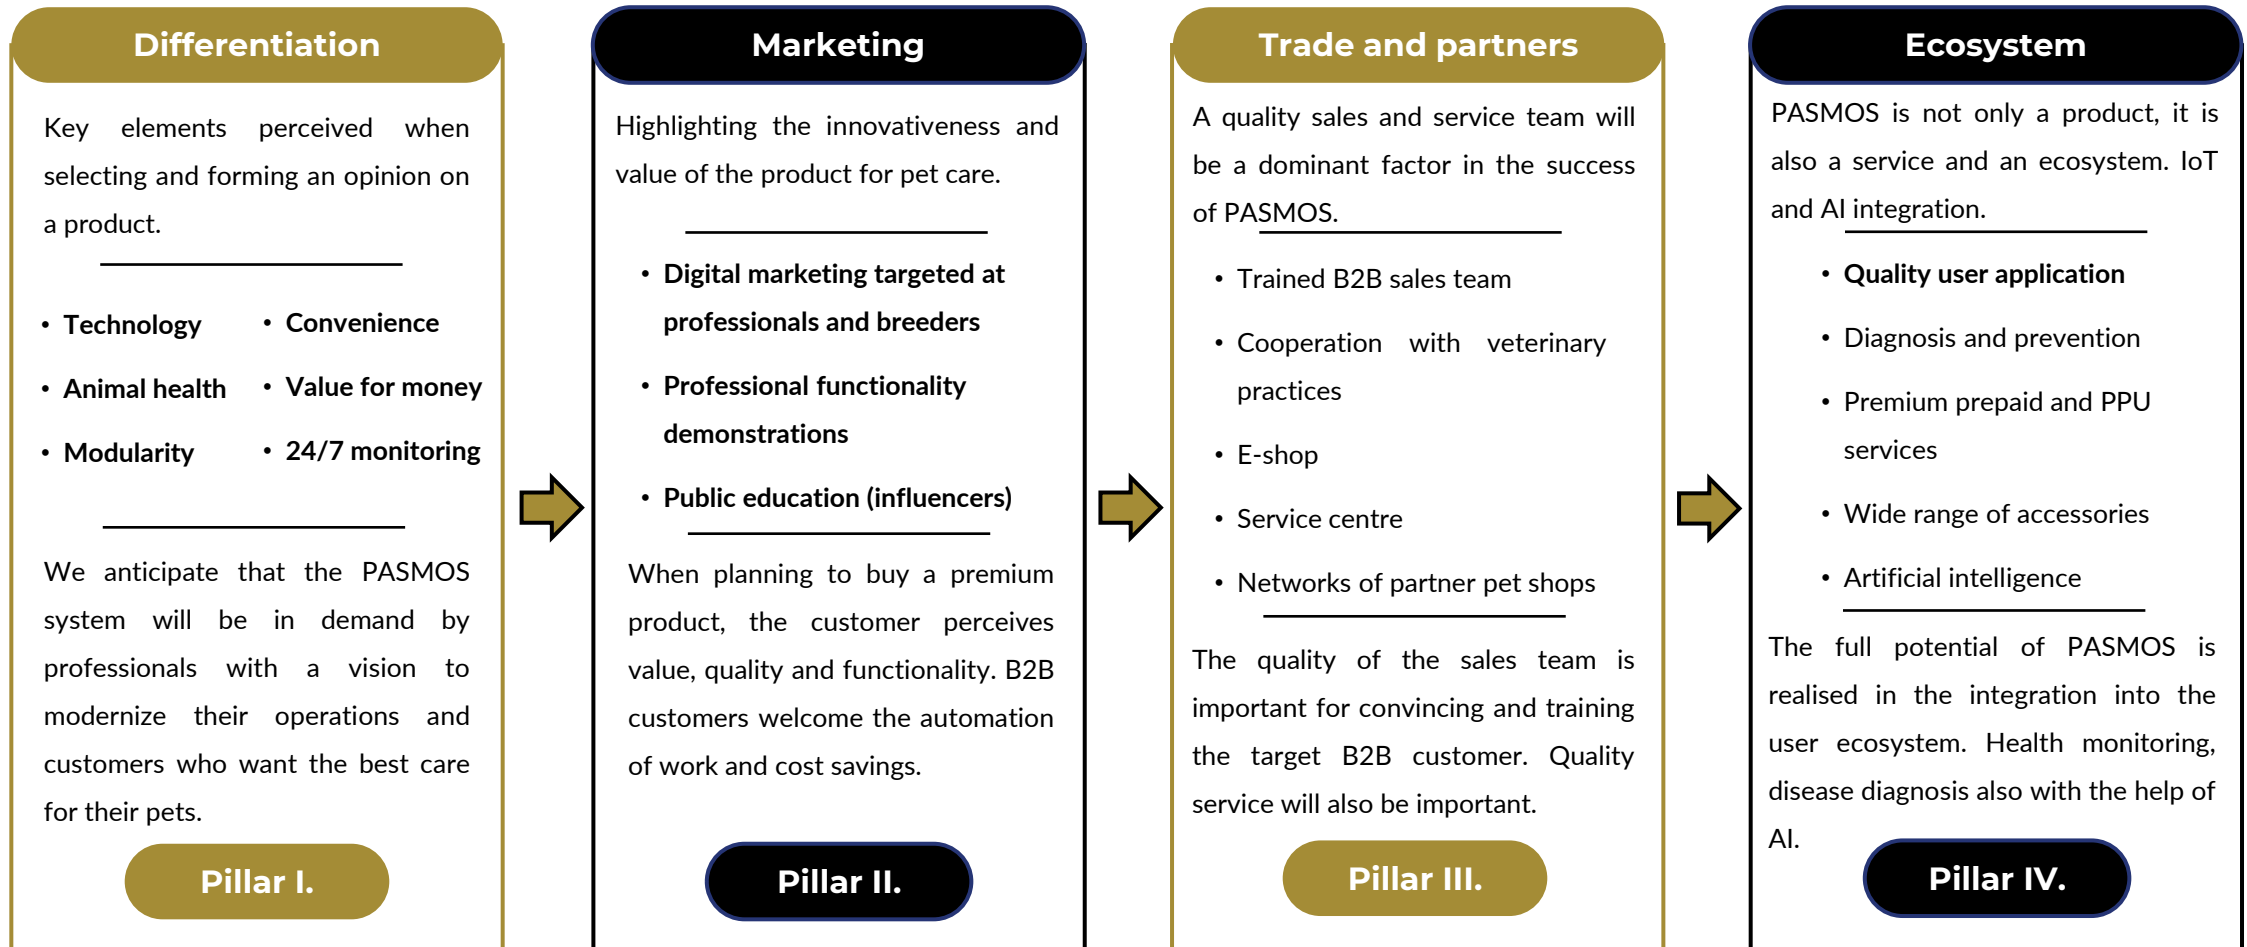 Differentiation
Key elements perceived when
selecting and forming an opinion on
a product.
• Technology
• Animal health
• Modularity
• Convenience
• Value for money
• 24/7 monitoring
We anticipate that the PASMOS
system will be in demand by
professionals with a vision to
modernize their operations and
customers who want the best care
for their pets.
Pillar I.
Marketing
Highlighting the innovativeness and
value of the product for pet care.
• Digital marketing targeted at
professionals and breeders
• Professional functionality
demonstrations
• Public education (influencers)
When planning to buy a premium
product, the customer perceives
value, quality and functionality. B2B
customers welcome the automation
of work and cost savings.
Pillar II.
Trade and partners
A quality sales and service team will
be a dominant factor in the success
of PASMOS.
• Trained B2B sales team
• Cooperation with veterinary
practices
• E-shop
• Service centre
• Networks of partner pet shops
The quality of the sales team is
important for convincing and training
the target B2B customer. Quality
service will also be important.
Pillar III.
Ecosystem
PASMOS is not only a product, it is
also a service and an ecosystem. IoT
and AI integration.
• Quality user application
• Diagnosis and prevention
• Premium prepaid and PPU
services
• Wide range of accessories
• Artificial intelligence
The full potential of PASMOS is
realised in the integration into the
user ecosystem. Health monitoring,
disease diagnosis also with the help of
AI.
Pillar IV.